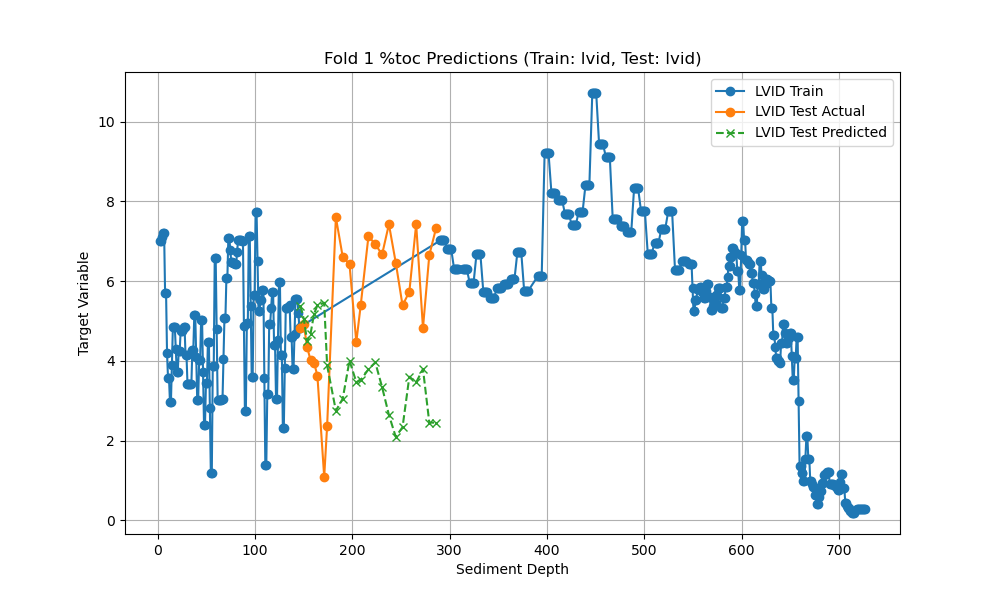 Fold 1 %toc Predictions (Train: lvid, Test: lvid)
LVID Train
LVID Test Actual
LVID Test Predicted
Target Variable
10
8
6
4
2
0
0 100 200 300 400 500 600 700
Sediment Depth